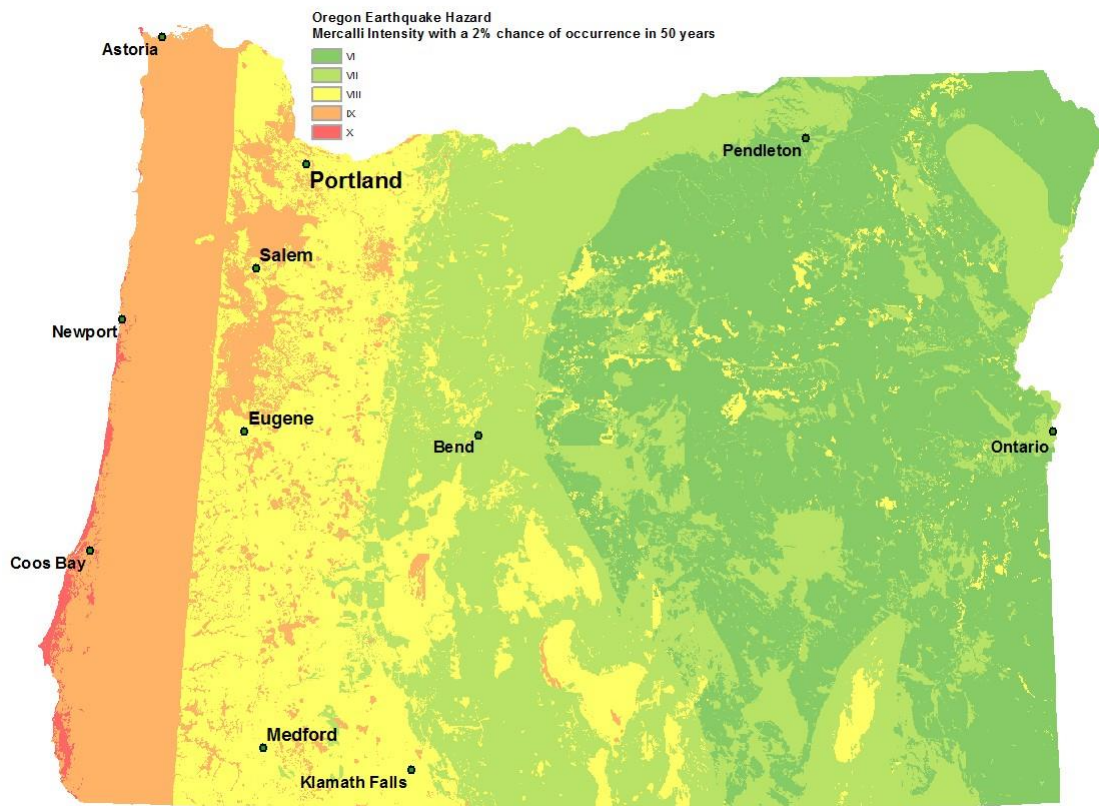 Oregon Earthquake Hazard
Mercalli Intensity with a 2% chance of occurrence in 50 years
VI
VII
VIII
IX
X
Astoria
Portland
Pendleton
Salem
Newport
Eugene
Bend
Ontario
Coos Bay
Medford
Klamath Falls